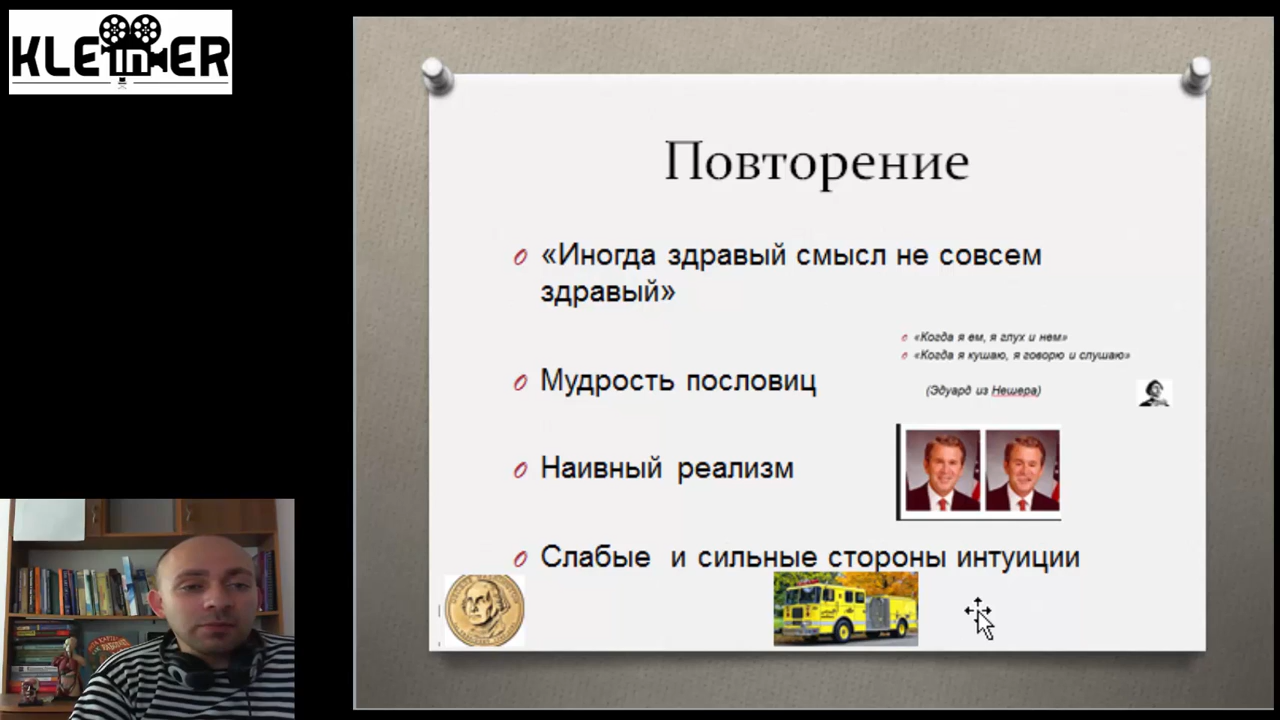 KLEINER
Повторение
«Иногда здравый смысл не совсем
здравый»
«Когда я ем, я глух и нем»
«Когда я кушаю, я говорю и слушаю»
Мудрость пословиц
(Эдуард из Нешера)
Наивный реализм
Слабые и сильные стороны интуиции